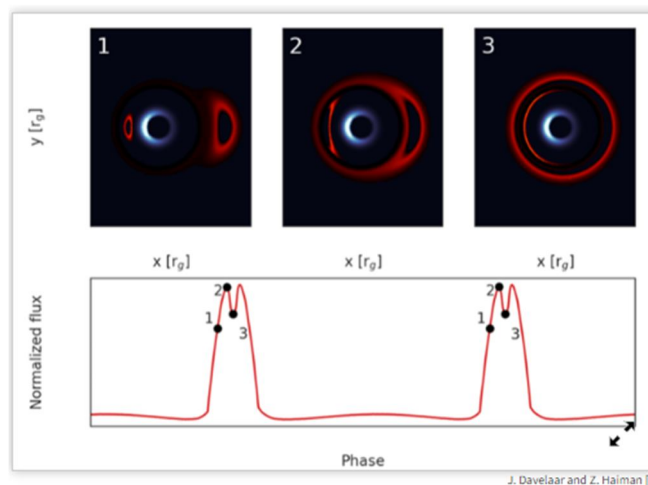 1
2
3
y [rg]
x [rg]
x [rg]
x [rg]
Normalized flux
2
1
3
2
1
3
Phase
J. Davelaar and Z. Haiman [